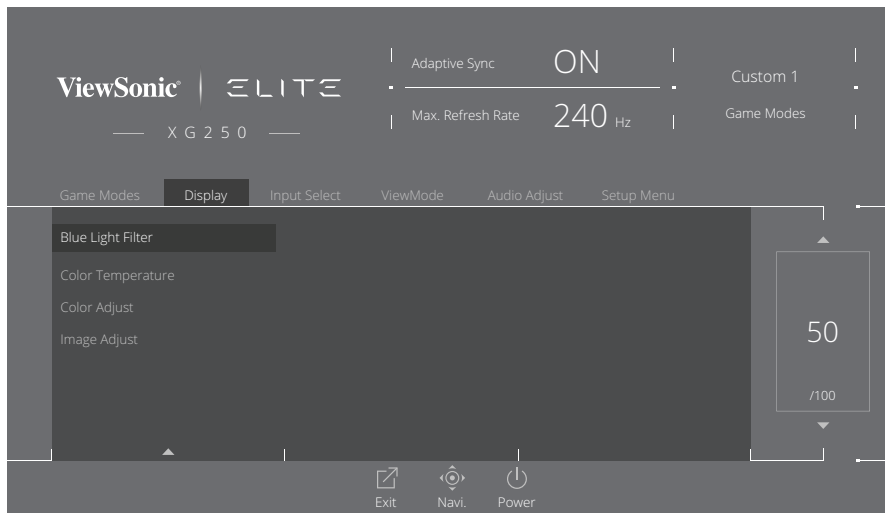 ViewSonic® ELITE
XG250
Adaptive Sync ON
Max. Refresh Rate 240 Hz
Custom 1
Game Modes
Game Modes Display Input Select ViewMode Audio Adjust Setup Menu
Blue Light Filter
Color Temperature
Color Adjust
Image Adjust
50
/100
Exit Navi. Power